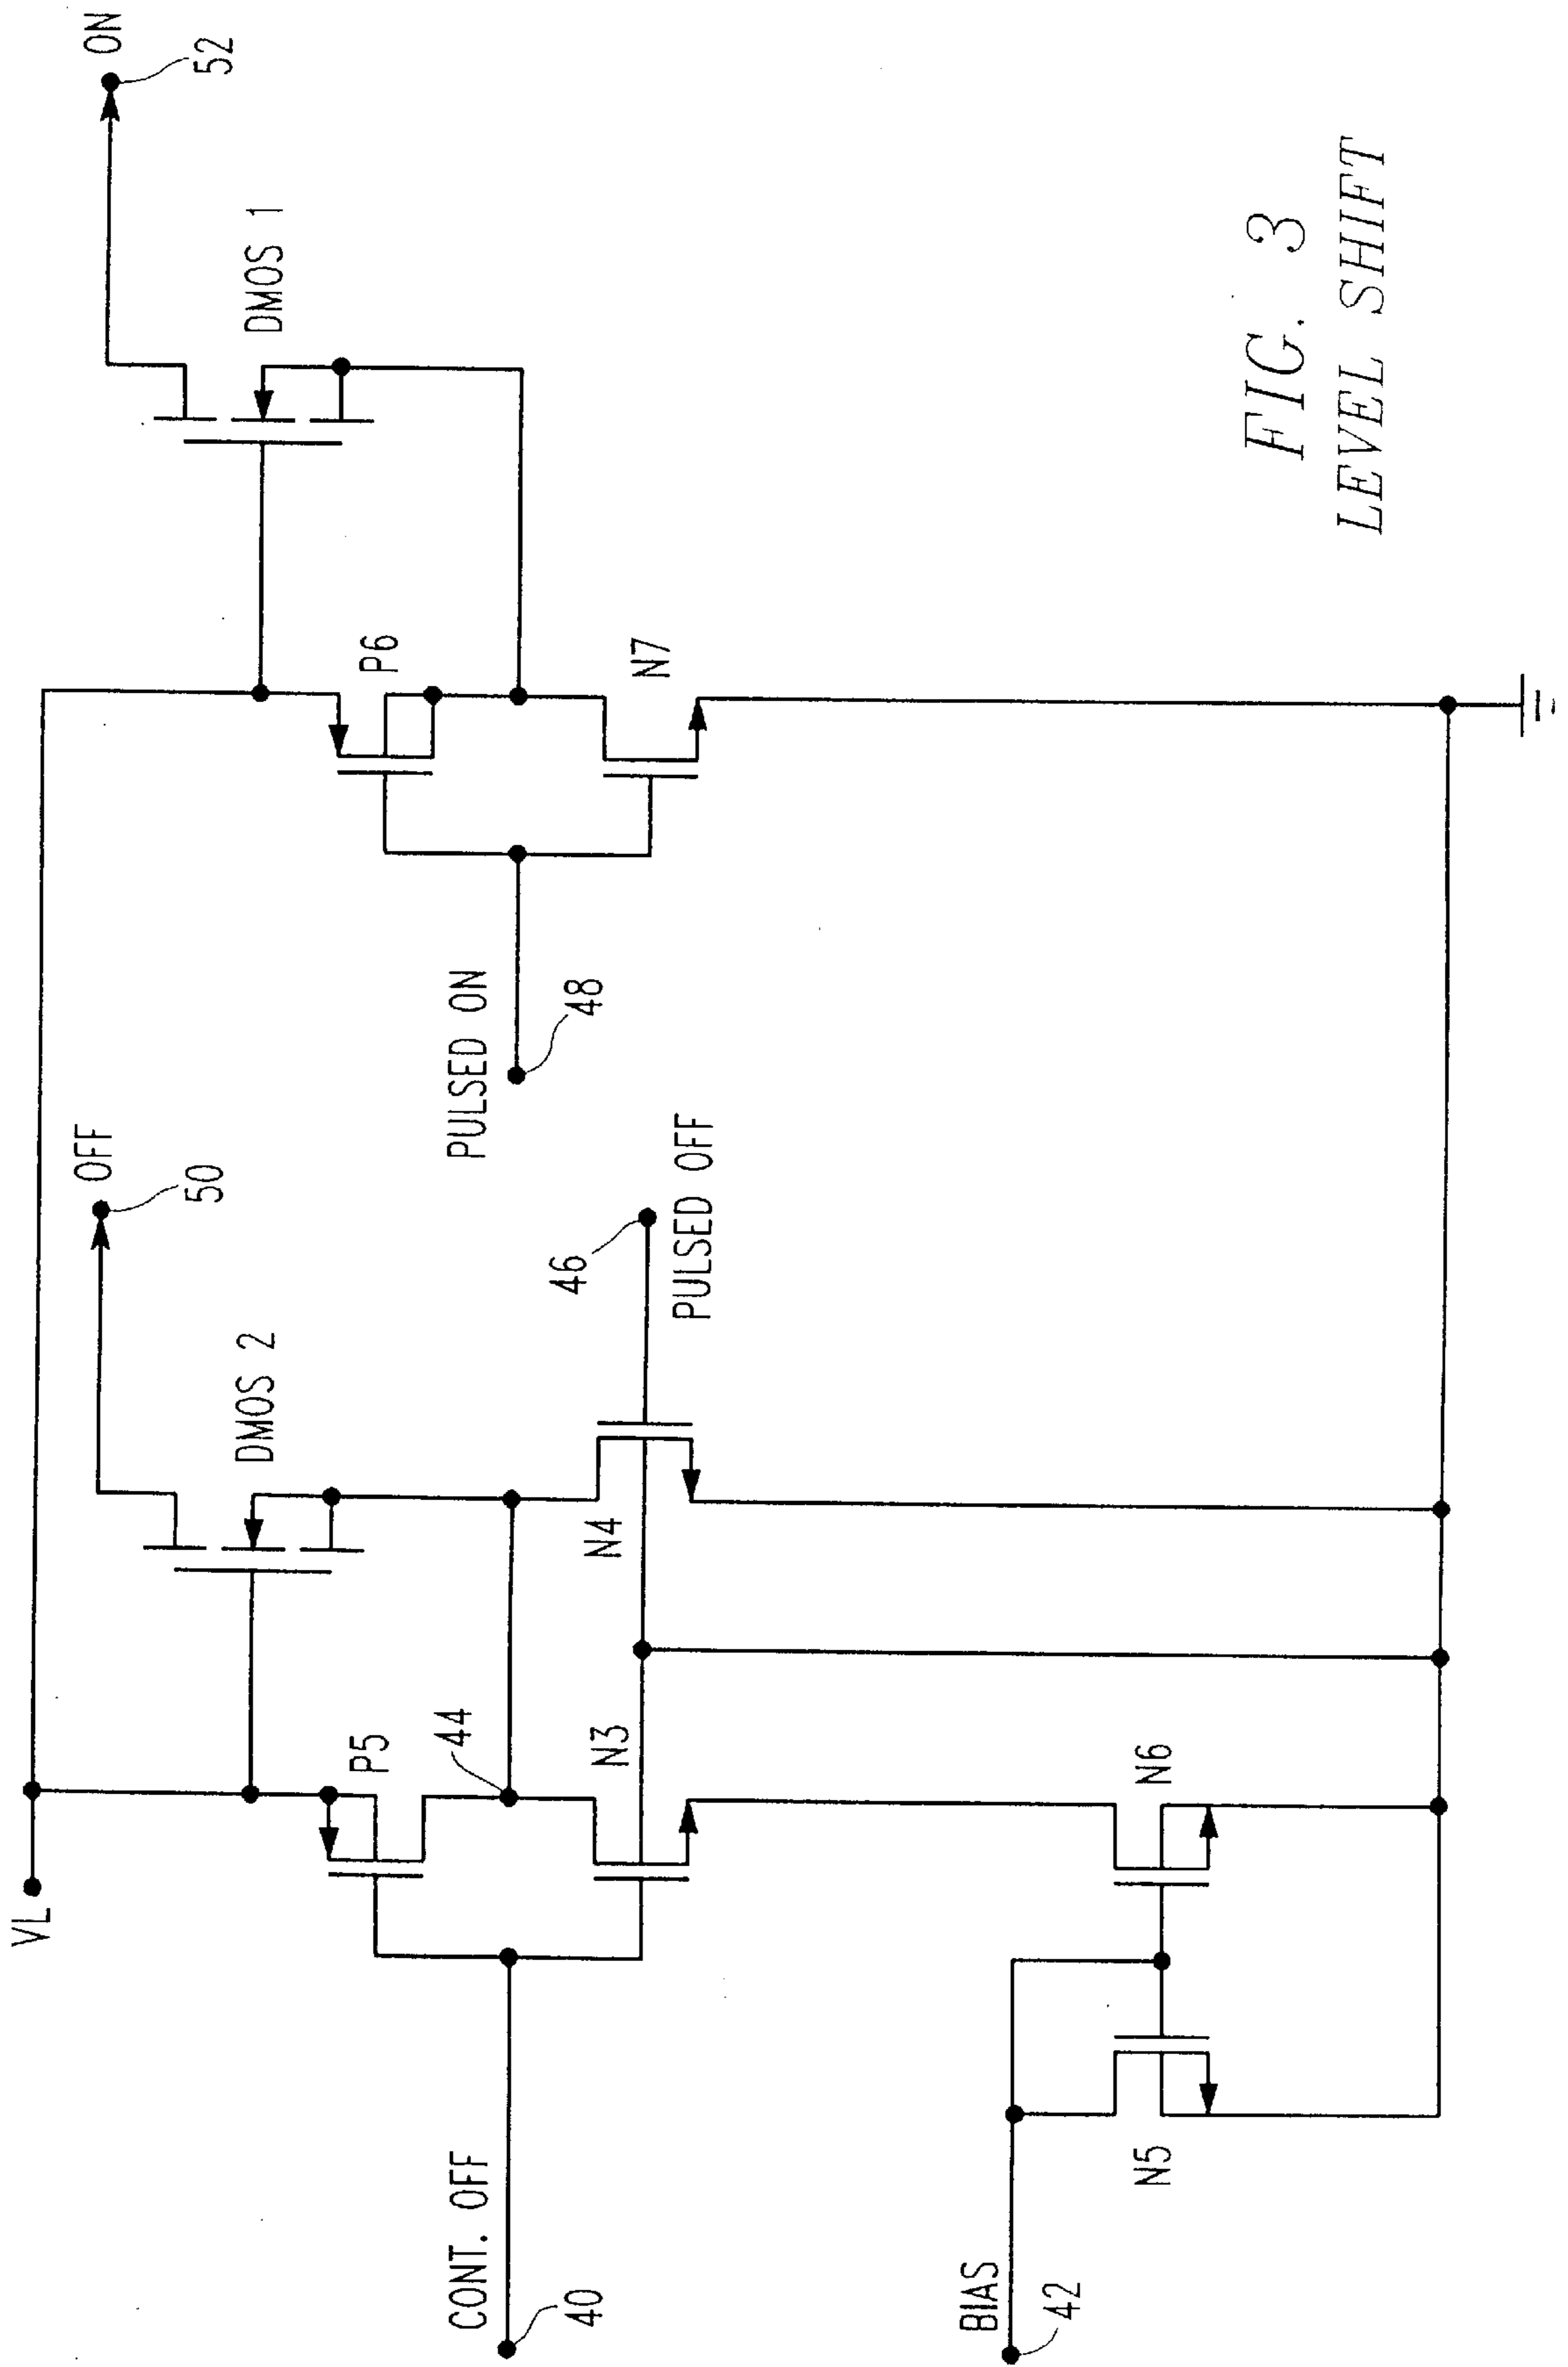 VL
OFF
50
ON
52
DMOS 2
DMOS 1
P5
P6
44
CONT. OFF
40
PULSED ON
48
N3
N4
46
PULSED OFF
N7
BIAS
42
N5
N6
FIG. 3
LEVEL SHIFT